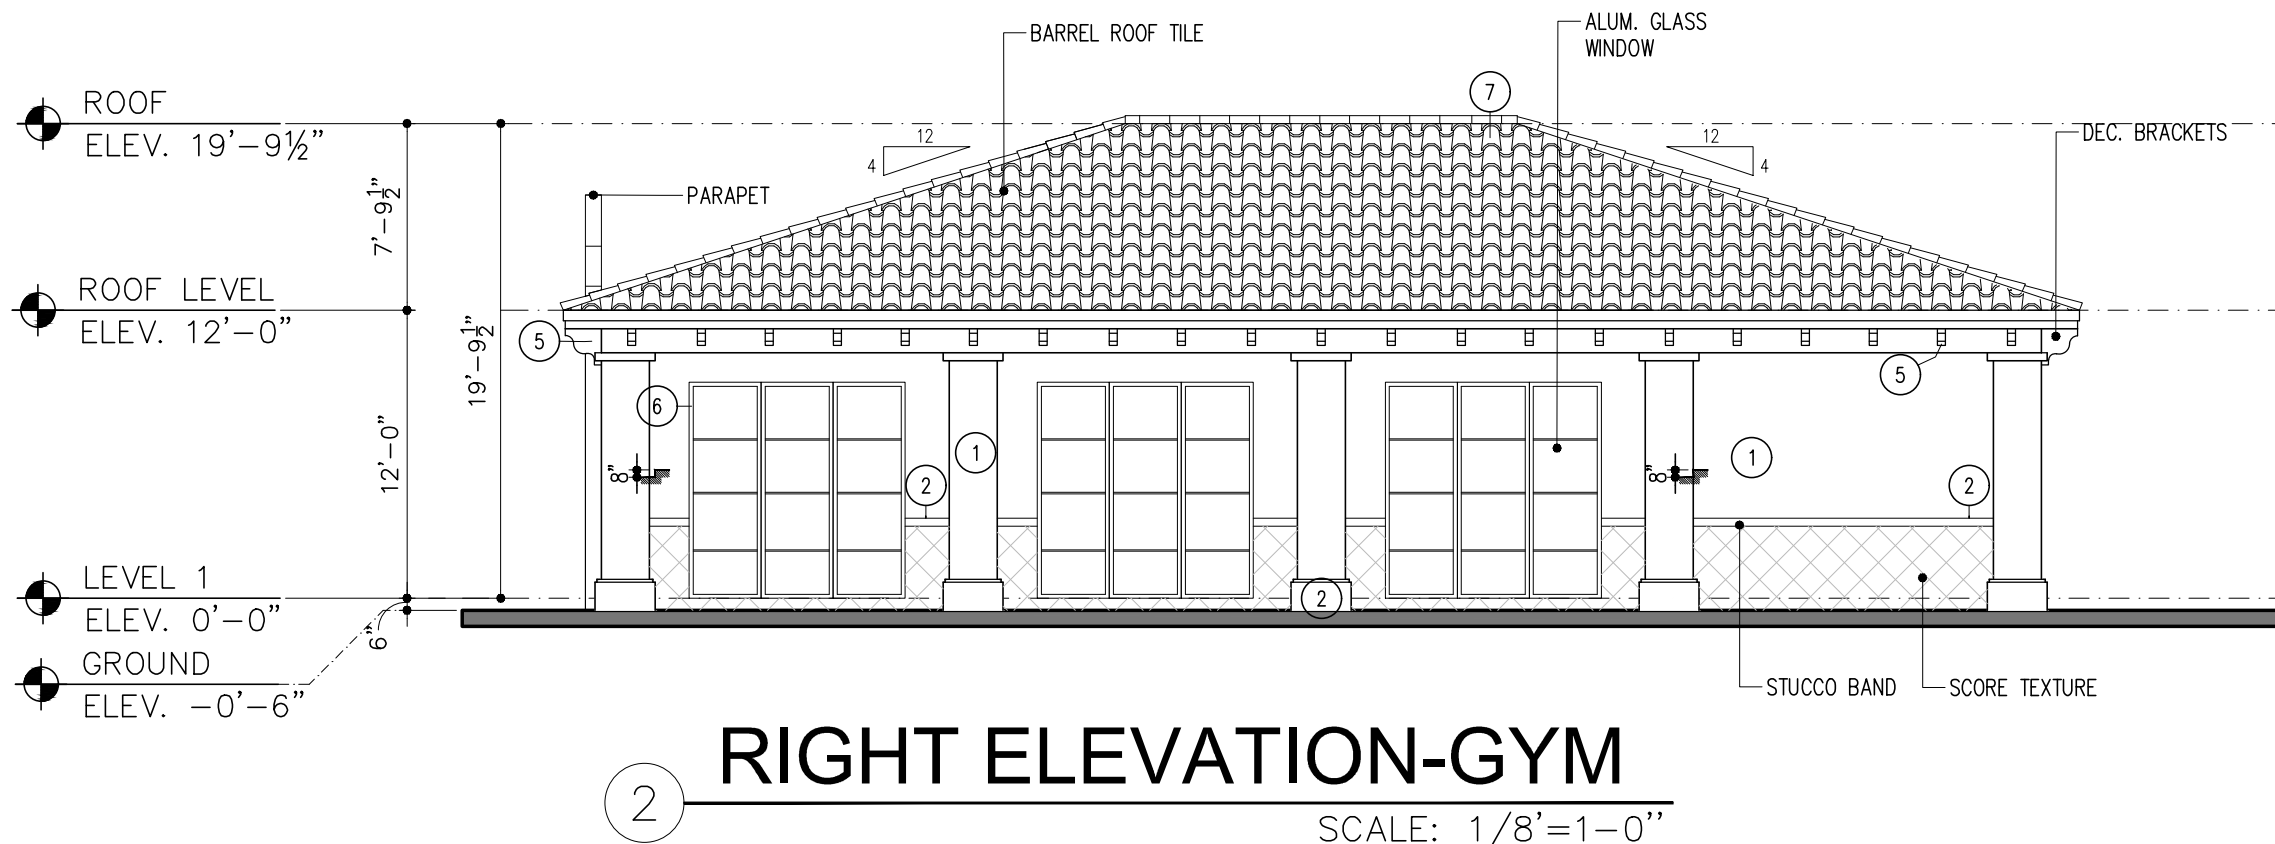 ALUM. GLASS
WINDOW
BARREL ROOF TILE
ROOF
ELEV. 19'-9½"
7
12
4
12
4
DEC. BRACKETS
PARAPET
7'-9½"
ROOF LEVEL
ELEV. 12'-0"
19'-9½"
5
5
6
12'-0"
1
1
8"
8"
2
2
LEVEL 1
ELEV. 0'-0"
2
6"
GROUND
ELEV. -0'-6"
STUCCO BAND
SCORE TEXTURE
RIGHT ELEVATION-GYM
2
SCALE: 1/8'=1-0''